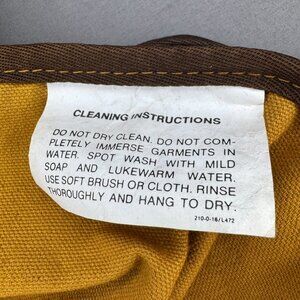 CLEANING INSTRUCTIONS
DO NOT DRY CLEAN. DO NOT COM-
PLETELY IMMERSE GARMENTS IN
WATER. SPOT WASH WITH MILD
SOAP AND LUKEWARM WATER.
USE SOFT BRUSH OR CLOTH. RINSE
THOROUGHLY AND HANG TO DRY.
210-0-16/L472